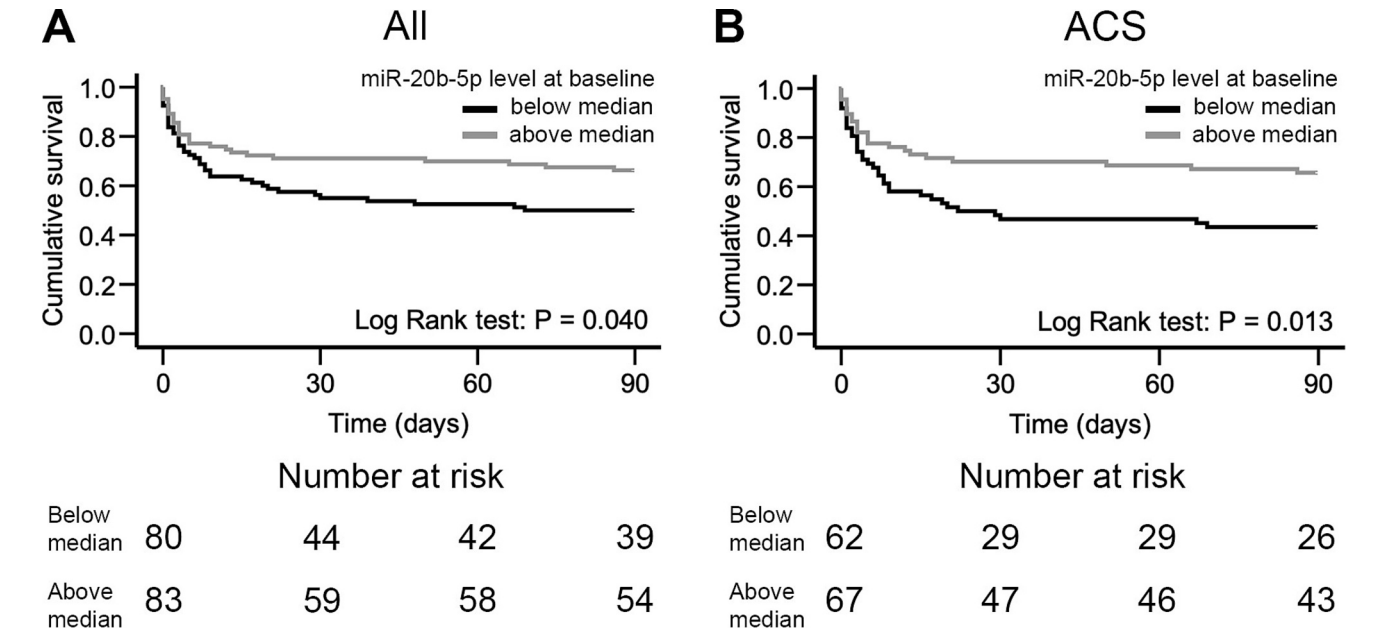 A
All
miR-20b-5p level at baseline
below median
above median
Cumulative survival
1.0
0.8
0.6
0.4
0.2
0.0
Log Rank test: P = 0.040
0 30 60 90
Time (days)
Number at risk
Below
median 80 44 42 39
Above
median 83 59 58 54
B
ACS
miR-20b-5p level at baseline
below median
above median
Cumulative survival
1.0
0.8
0.6
0.4
0.2
0.0
Log Rank test: P = 0.013
0 30 60 90
Time (days)
Number at risk
Below
median 62 29 29 26
Above
median 67 47 46 43